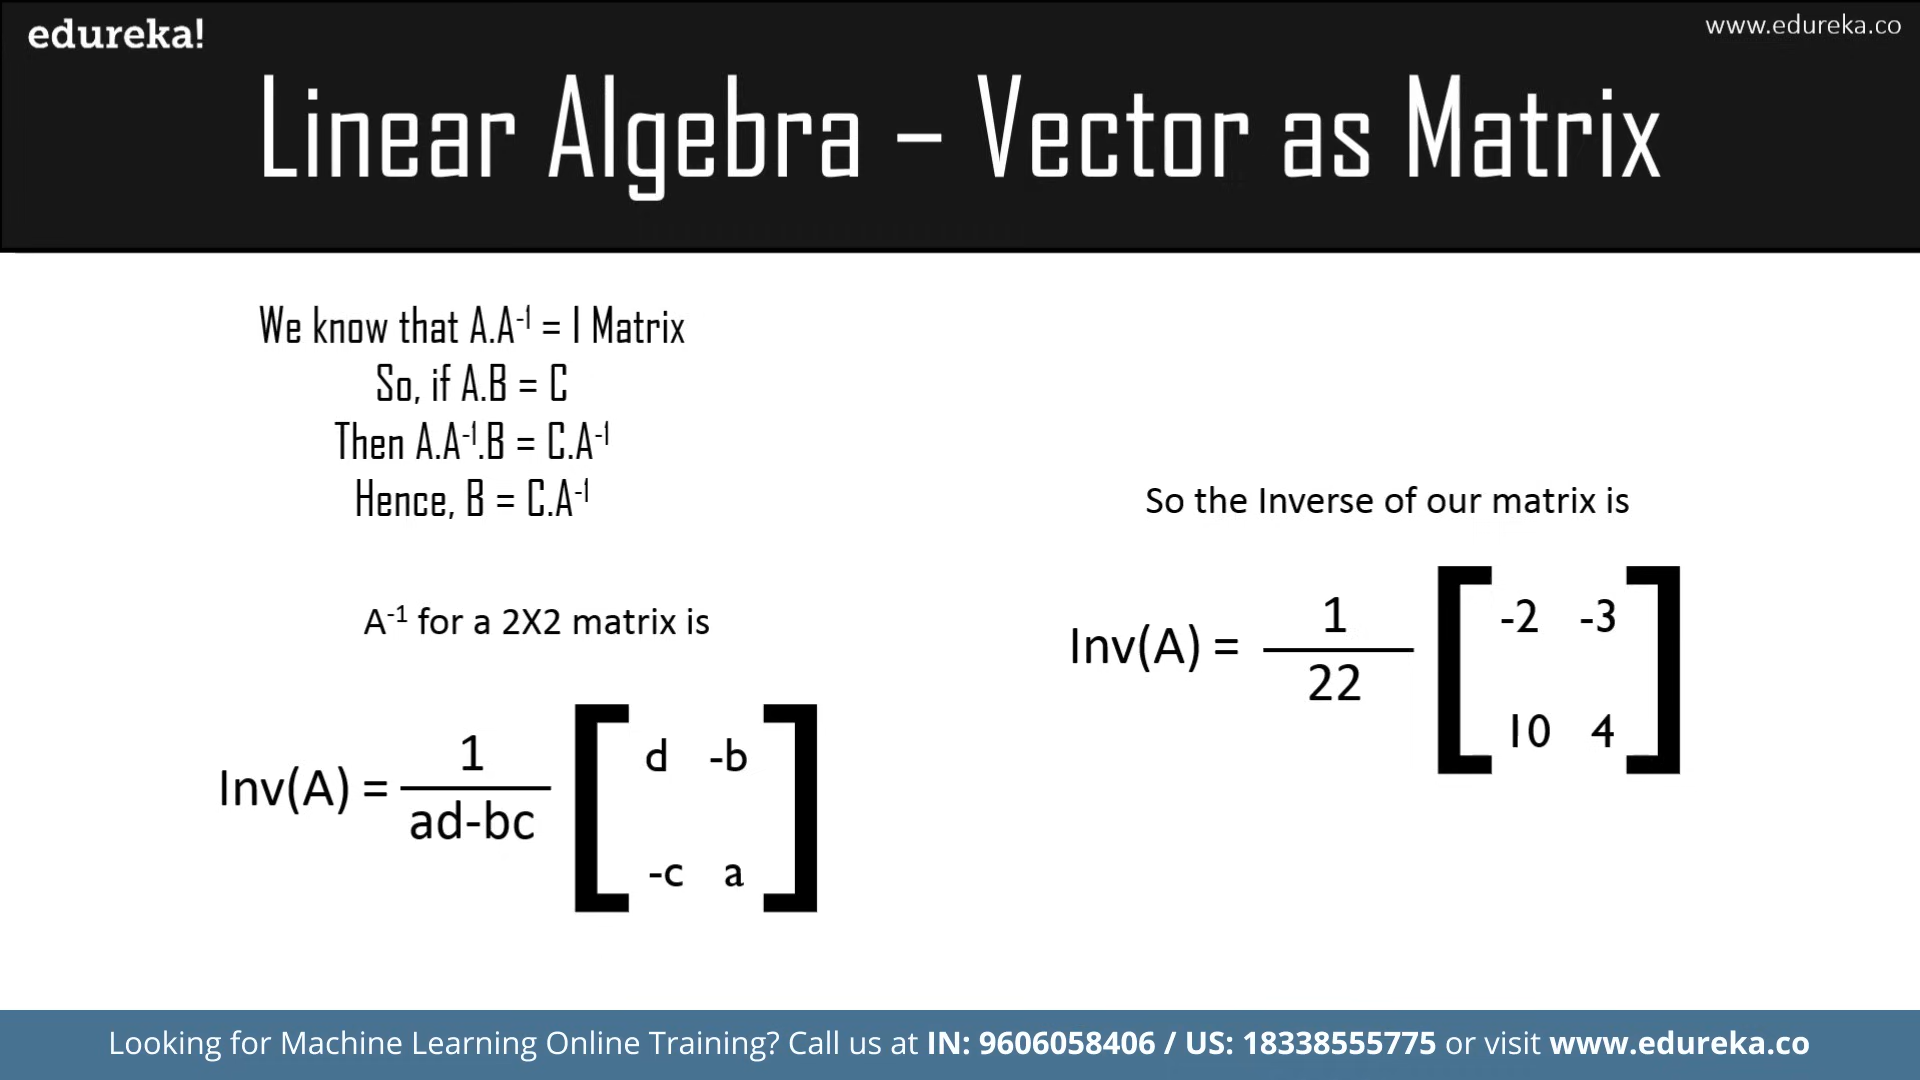 edureka!
www.edureka.co
Linear Algebra – Vector as Matrix
We know that A.A⁻¹ = I Matrix
So, if A.B = C
Then A.A⁻¹.B = C.A⁻¹
Hence, B = C.A⁻¹
A⁻¹ for a 2X2 matrix is
Inv(A) = 1
ad-bc
d -b
-c a
So the Inverse of our matrix is
Inv(A) = 1
22
-2 -3
10 4
Looking for Machine Learning Online Training? Call us at IN: 9606058406 / US: 18338555775 or visit www.edureka.co